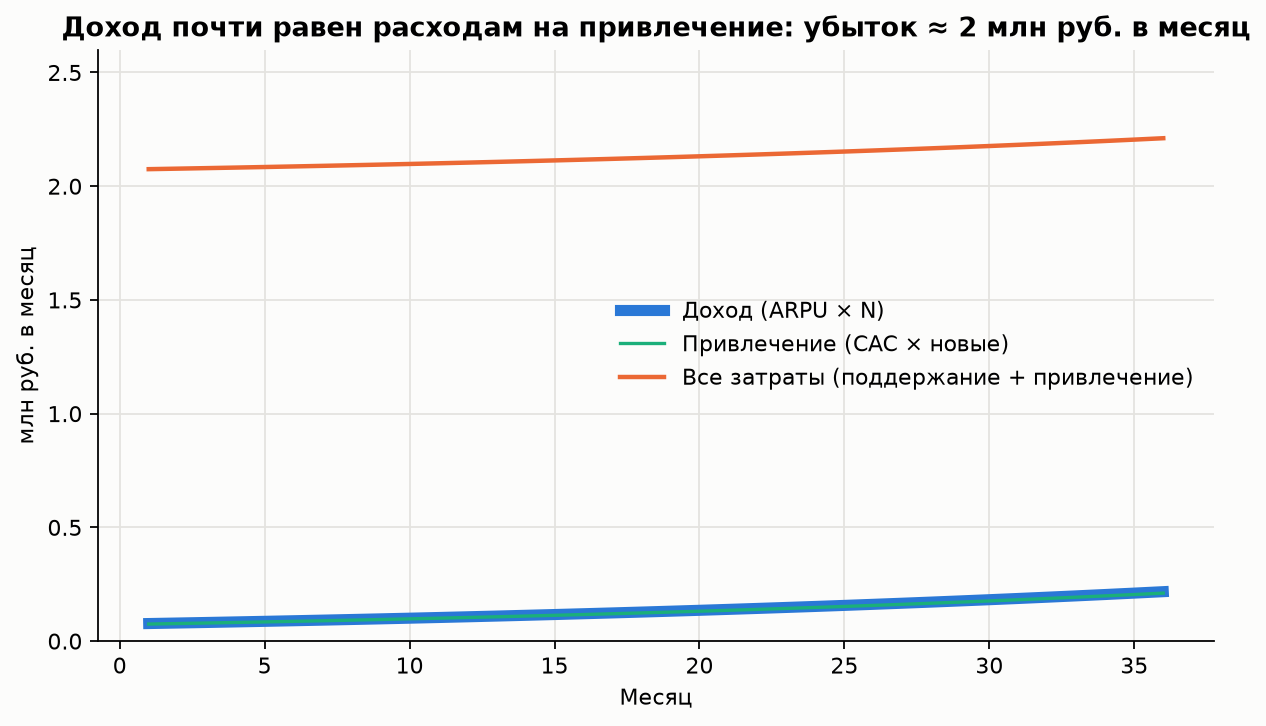 Доход почти равен расходам на привлечение: убыток ≈ 2 млн руб. в месяц
млн руб. в месяц
2.5
2.0
1.5
1.0
0.5
0.0
Доход (ARPU × N)
Привлечение (CAC × новые)
Все затраты (поддержание + привлечение)
0 5 10 15 20 25 30 35
Месяц